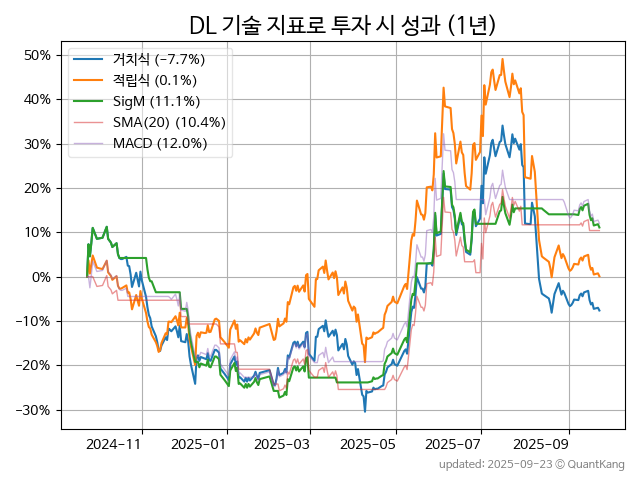 DL 기술 지표로 투자 시 성과 (1년)
50%
40%
30%
20%
10%
0%
−10%
−20%
−30%
거치식 (-7.7%)
적립식 (0.1%)
SigM (11.1%)
SMA(20) (10.4%)
MACD (12.0%)
2024-11
2025-01
2025-03
2025-05
2025-07
2025-09
updated: 2025-09-23 © QuantKang